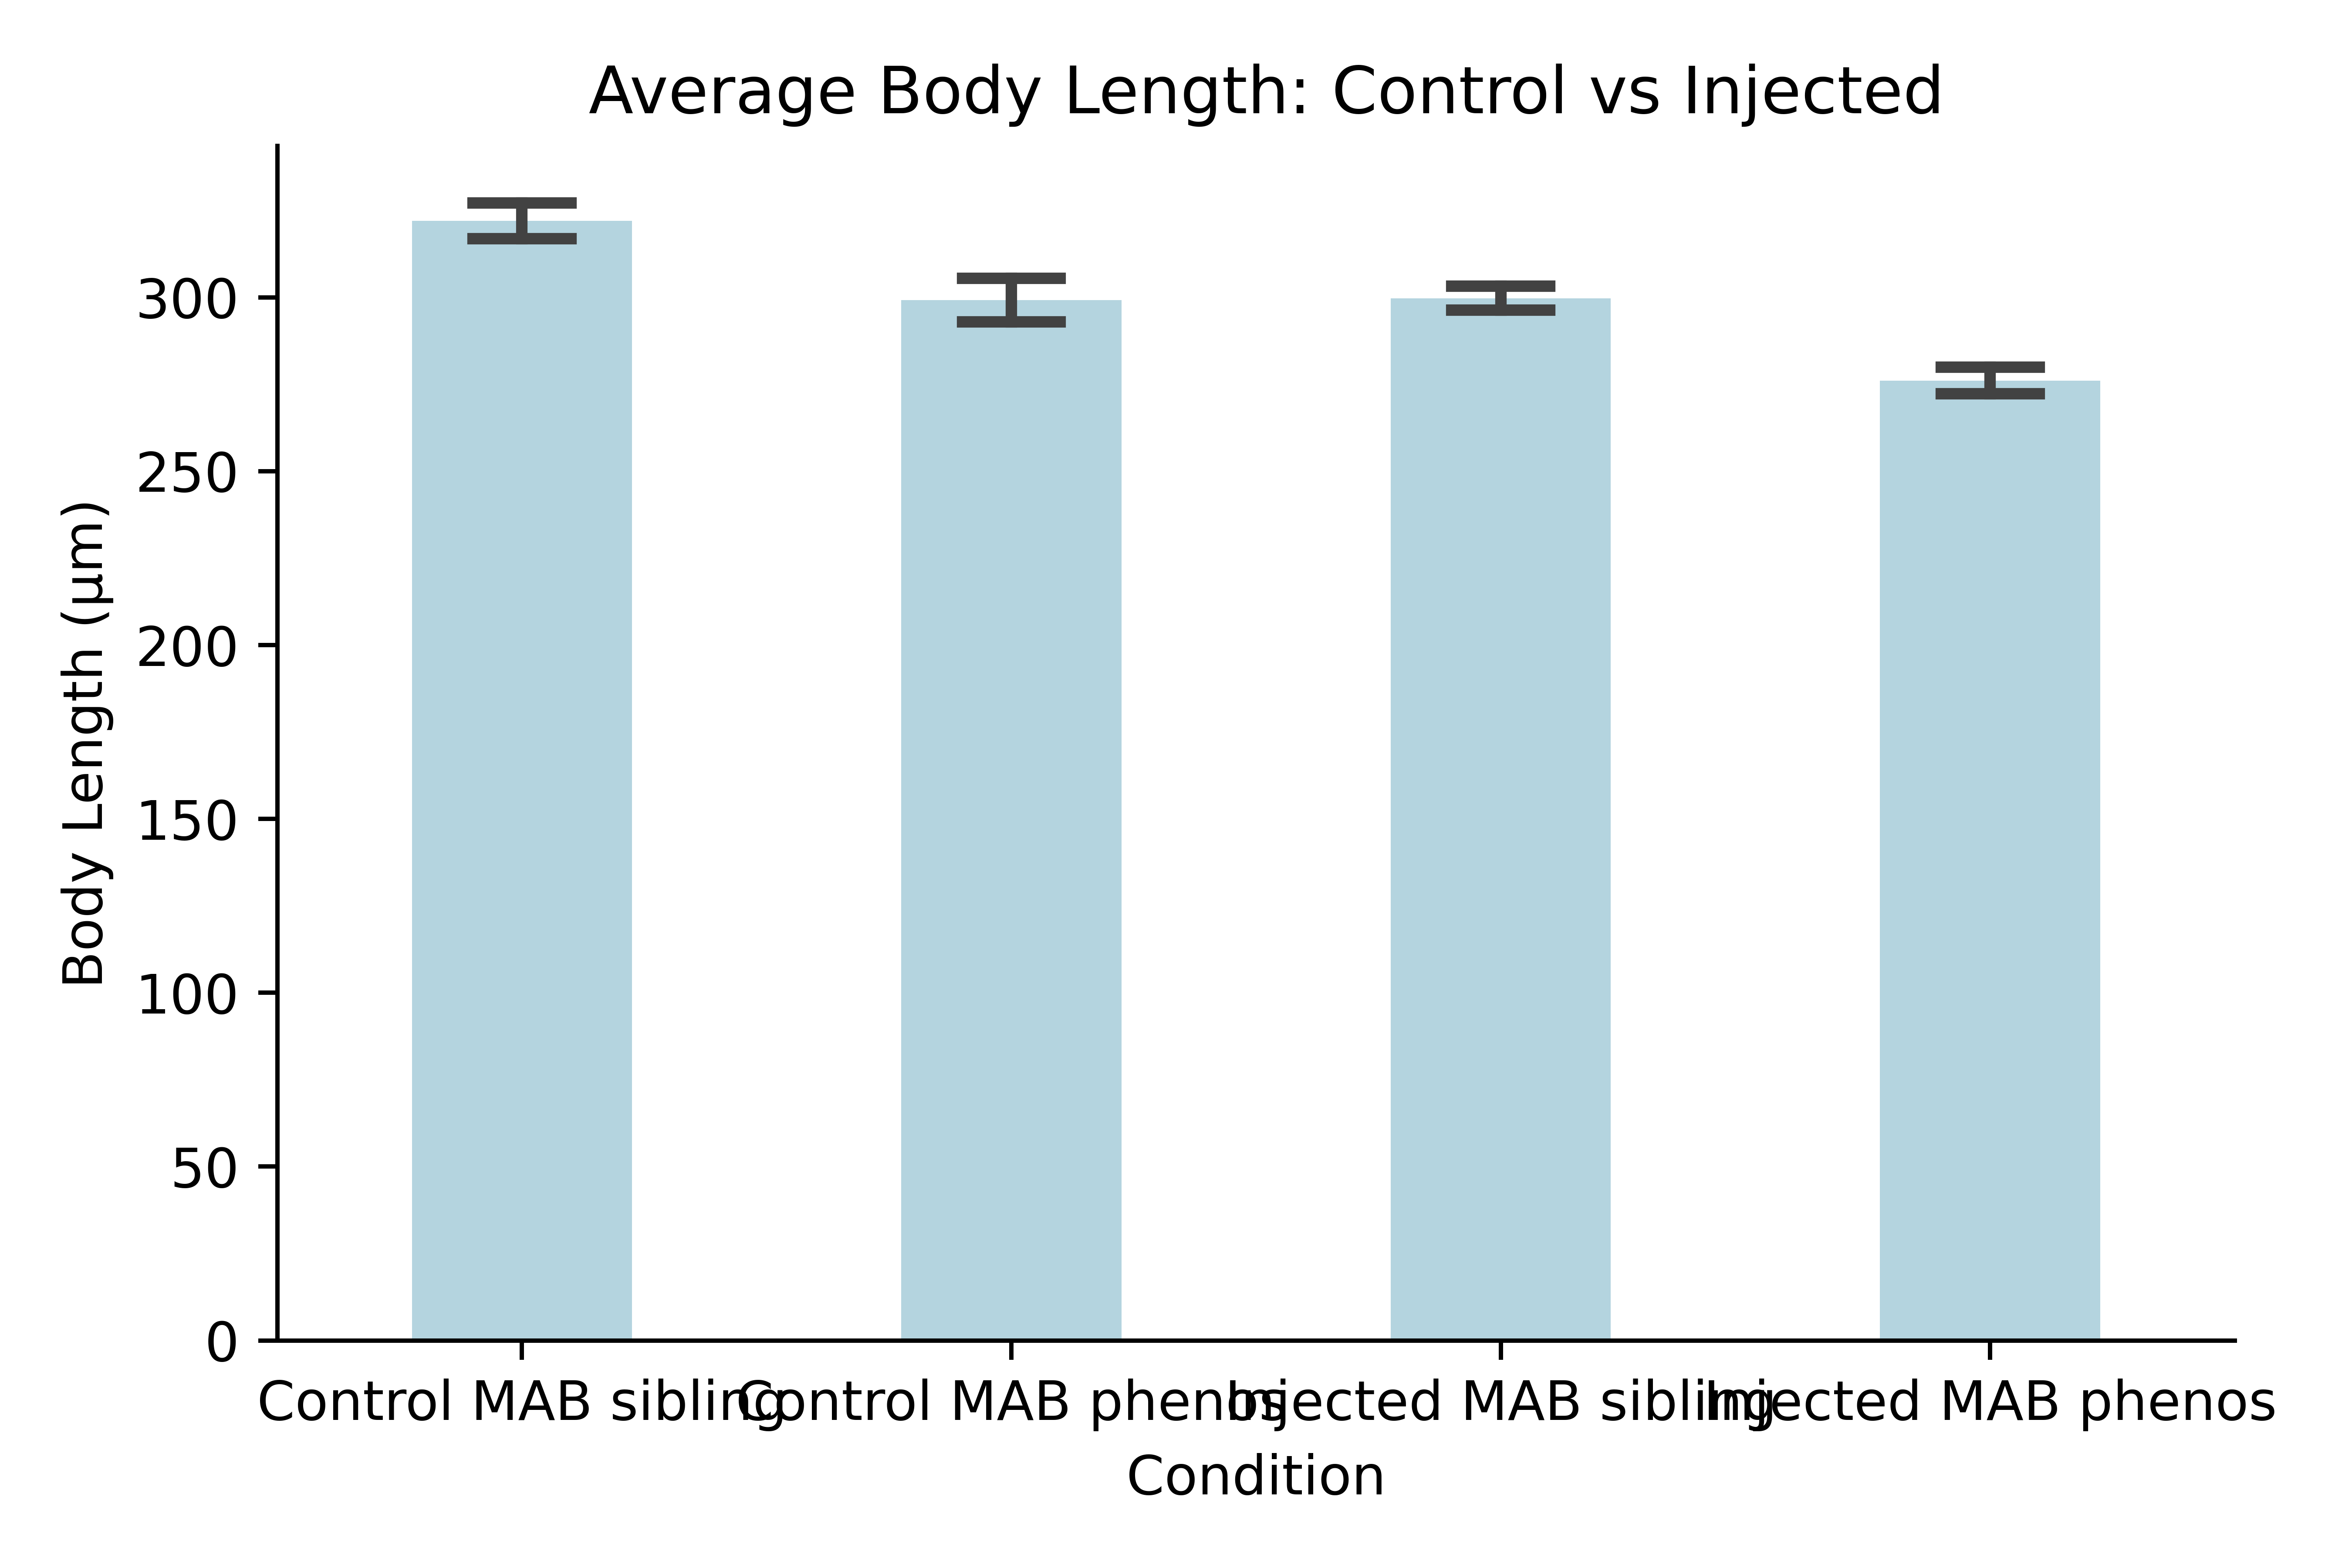 Average Body Length: Control vs Injected
Body Length (μm)
300
250
200
150
100
50
0
Control MAB sibling
Control MAB phenos
Injected MAB sibling
Injected MAB phenos
Condition